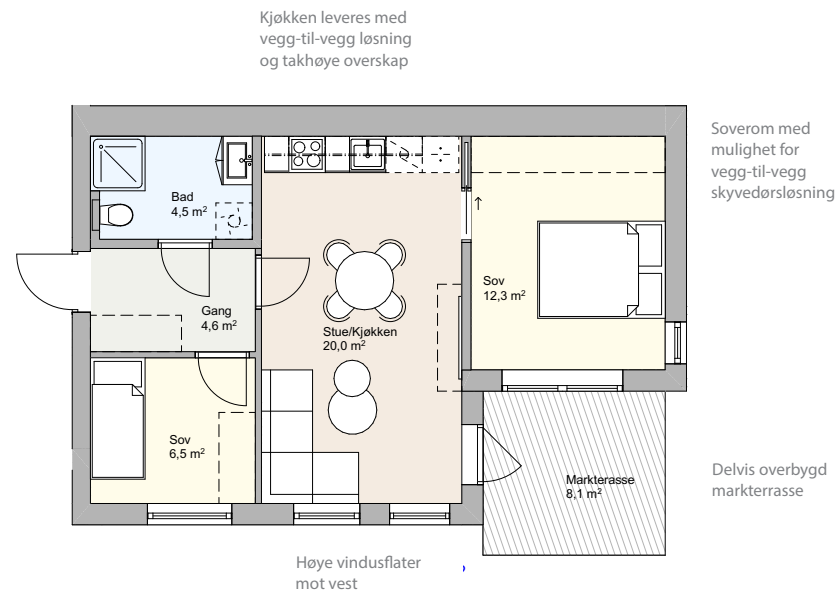 Kjøkken leveres med
vegg-til-vegg løsning
og takhøye overskap
Soverom med
mulighet for
vegg-til-vegg
skyvedørsløsning
Bad
4,5 m²
Sov
12,3 m²
Gang
4,6 m²
Stue/Kjøkken
20,0 m²
Sov
6,5 m²
Markterasse
8,1 m²
Delvis overbygd
markterrasse
Høye vindusflater
mot vest